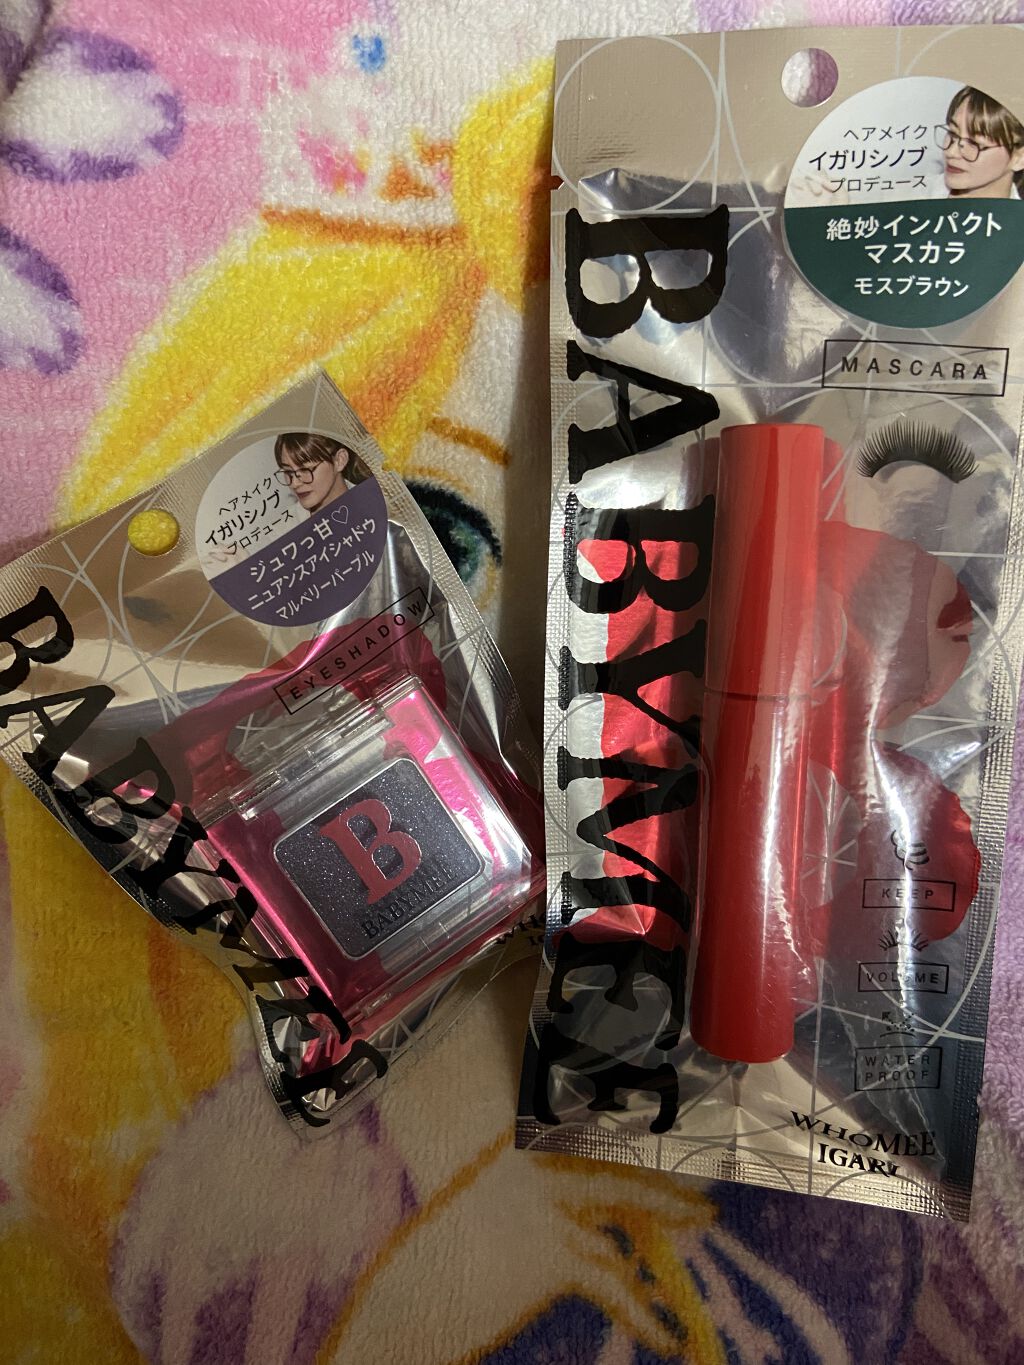 ヘアメイク
イガリシノブ
プロデュース
絶妙インパクト
マスカラ
モスブラウン
MASCARA
BABYMEE
KEEP
VOLUME
WATER
PROOF
WHOMEE
IGARI
ヘアメイク
イガリシノブ
プロデュース
ジュワっ甘♡
ニュアンスアイシャドウ
マルベリーパープル
EYESHADOW
BABYMEE
B
BABYMEE